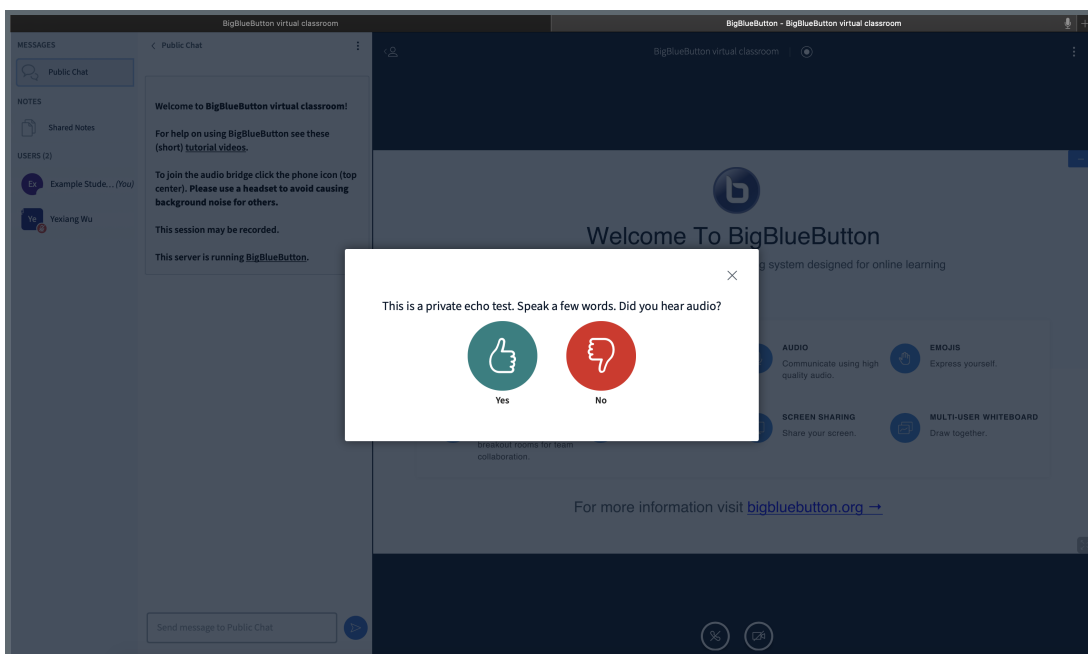 BigBlueButton virtual classroom
BigBlueButton - BigBlueButton virtual classroom
MESSAGES
Public Chat
NOTES
Shared Notes
USERS (2)
Ex
Example Stude... (You)
Ye
Yexiang Wu
Public Chat
Welcome to BigBlueButton virtual classroom!
For help on using BigBlueButton see these
(short) tutorial videos.
To join the audio bridge click the phone icon (top
center). Please use a headset to avoid causing
background noise for others.
This session may be recorded.
This server is running BigBlueButton.
Send message to Public Chat
BigBlueButton virtual classroom
Welcome To BigBlueButton
system designed for online learning
This is a private echo test. Speak a few words. Did you hear audio?
Yes
No
AUDIO
Communicate using high
quality audio.
EMOJIS
Express yourself.
SCREEN SHARING
Share your screen.
MULTI-USER WHITEBOARD
Draw together.
breakout rooms for team
collaboration.
For more information visit bigbluebutton.org →